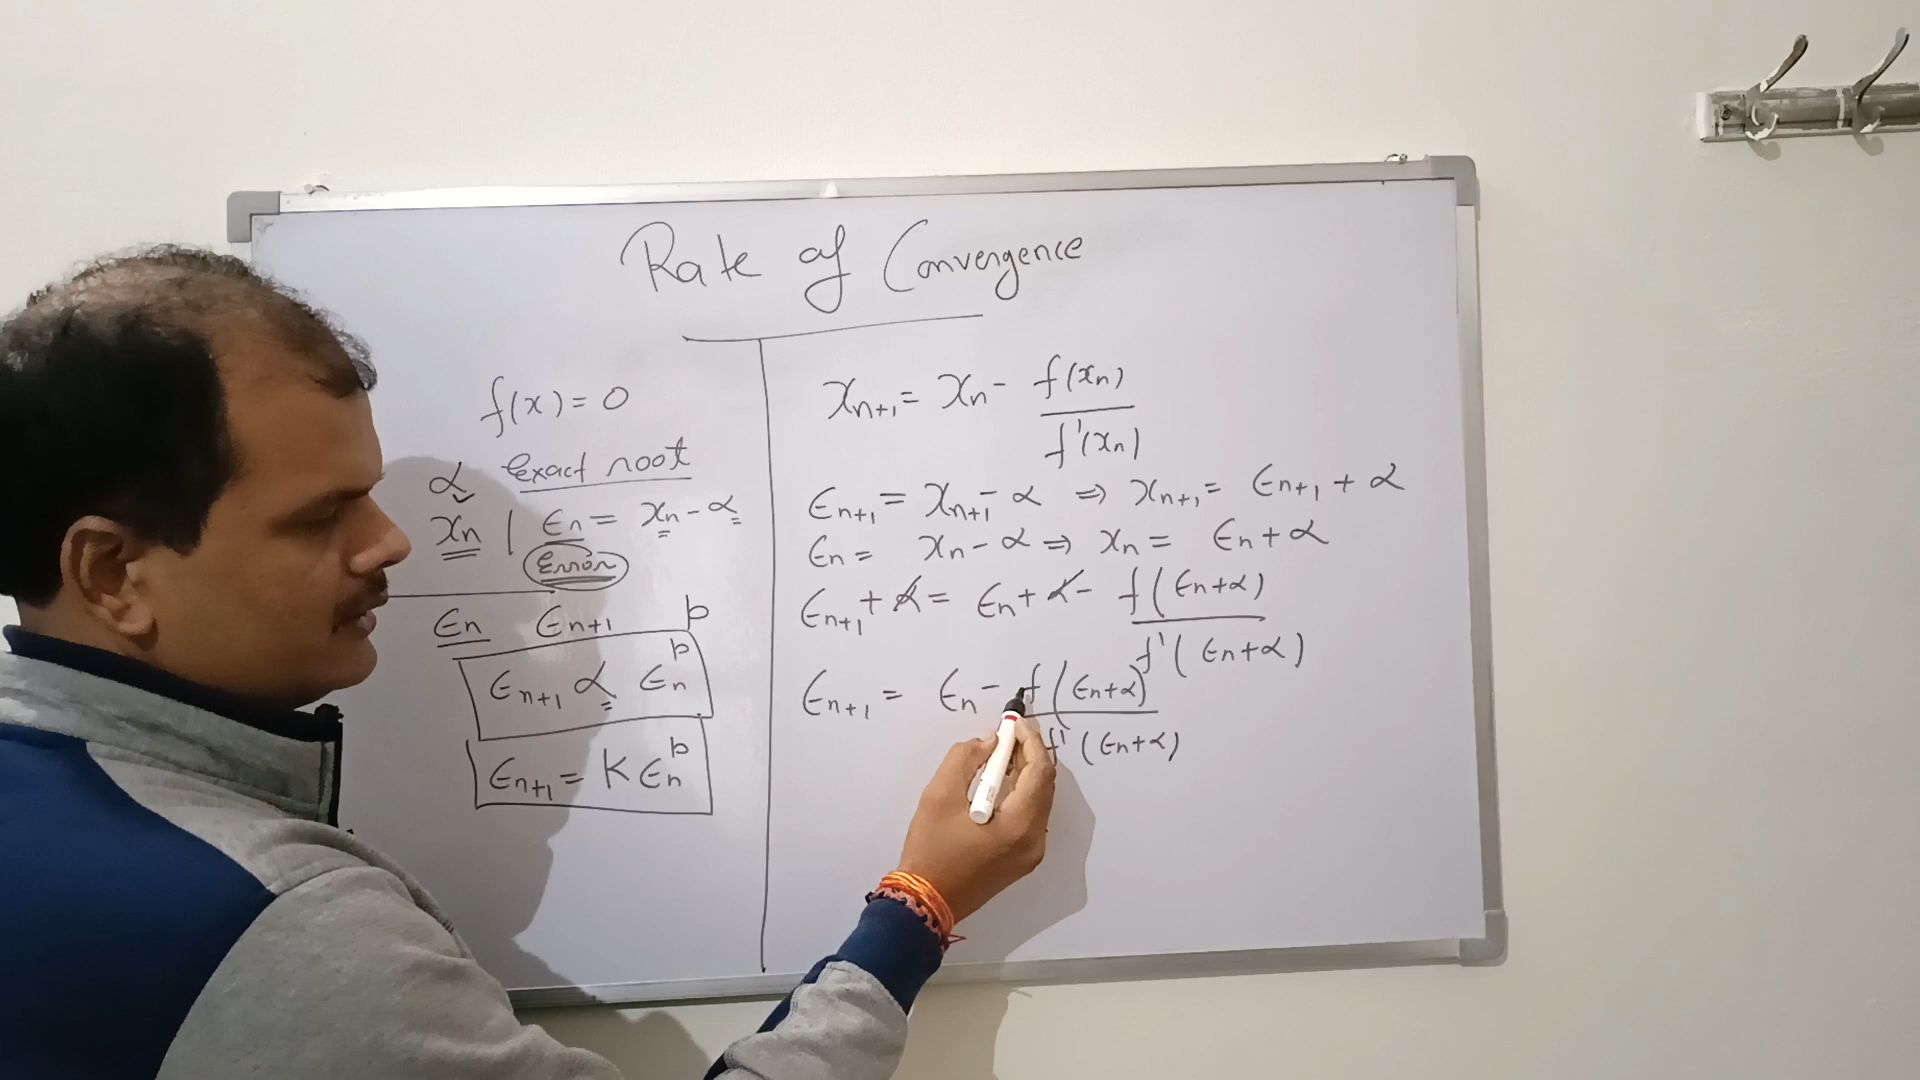 Rate of Convergence
f(x) = 0
α exact root
xn | ϵn = xn - α
Error
ϵn ϵn+1 p
ϵn+1 α ϵn^p
ϵn+1 = K ϵn^p
xn+1 = xn - f(xn)
f'(xn)
ϵn+1 = xn+1 - α ⇒ xn+1 = ϵn+1 + α
ϵn = xn - α ⇒ xn = ϵn + α
ϵn+1 + α = ϵn + α - f(ϵn+α)
f'(ϵn+α)
ϵn+1 = ϵn - f(ϵn+α)
f'(ϵn+α)